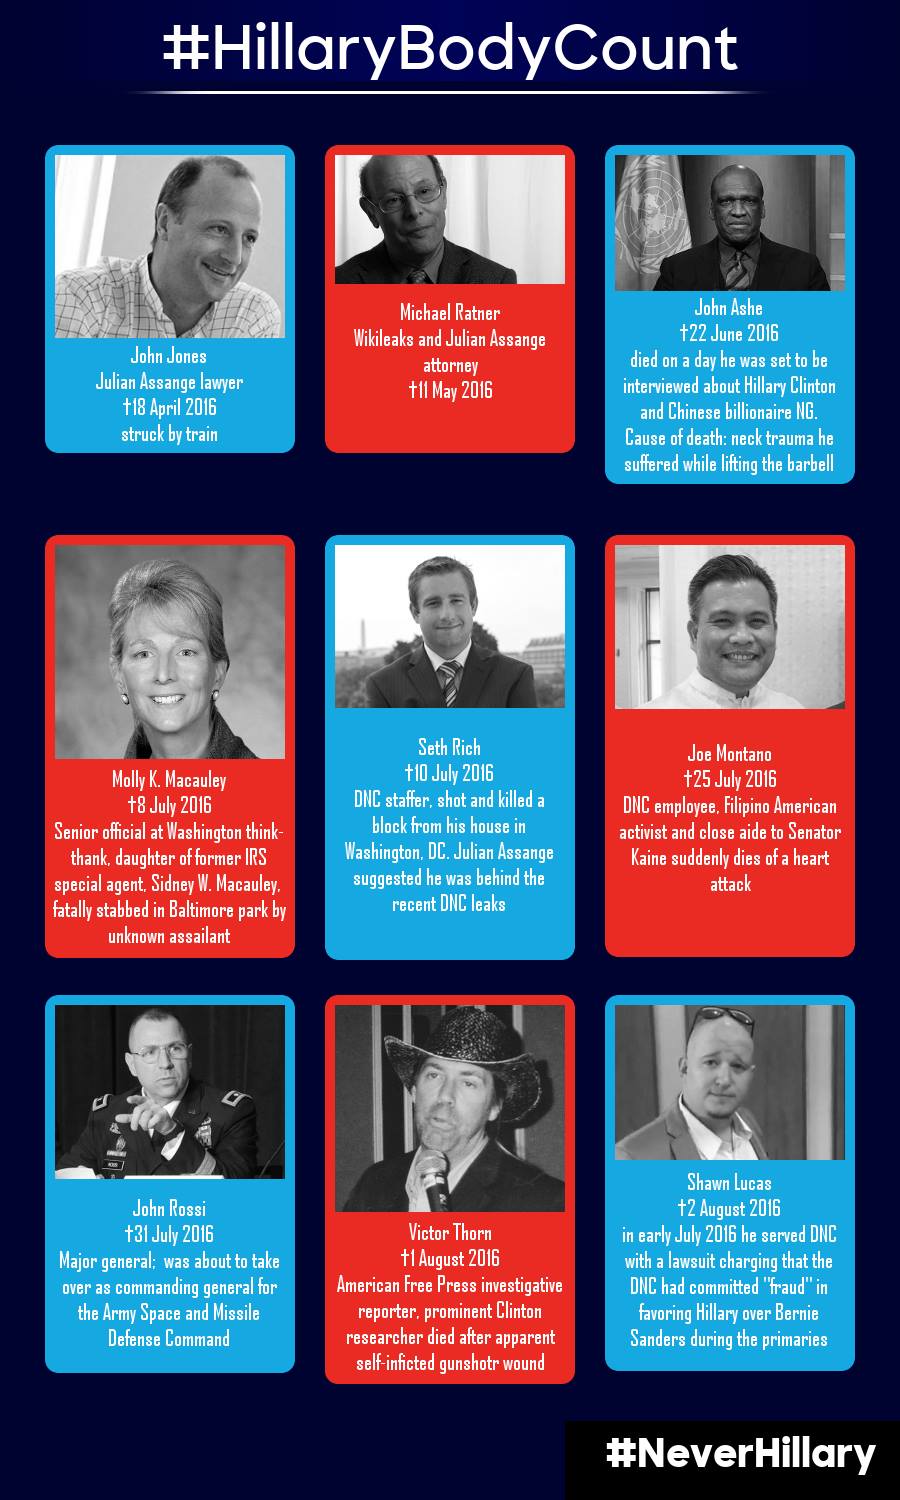 #HillaryBodyCount
John Jones
Julian Assange lawyer
†18 April 2016
struck by train
Michael Ratner
Wikileaks and Julian Assange
attorney
†11 May 2016
John Ashe
†22 June 2016
died on a day he was set to be
interviewed about Hillary Clinton
and Chinese billionaire NG.
Cause of death: neck trauma he
suffered while lifting the barbell
Molly K. Macauley
†8 July 2016
Senior official at Washington think-
thank, daughter of former IRS
special agent, Sidney W. Macauley,
fatally stabbed in Baltimore park by
unknown assailant
Seth Rich
†10 July 2016
DNC staffer, shot and killed a
block from his house in
Washington, DC. Julian Assange
suggested he was behind the
recent DNC leaks
Joe Montano
†25 July 2016
DNC employee, Filipino American
activist and close aide to Senator
Kaine suddenly dies of a heart
attack
John Rossi
†31 July 2016
Major general; was about to take
over as commanding general for
the Army Space and Missile
Defense Command
Victor Thorn
†1 August 2016
American Free Press investigative
reporter, prominent Clinton
researcher died after apparent
self-inficted gunshotr wound
Shawn Lucas
†2 August 2016
in early July 2016 he served DNC
with a lawsuit charging that the
DNC had committed "fraud" in
favoring Hillary over Bernie
Sanders during the primaries
#NeverHillary